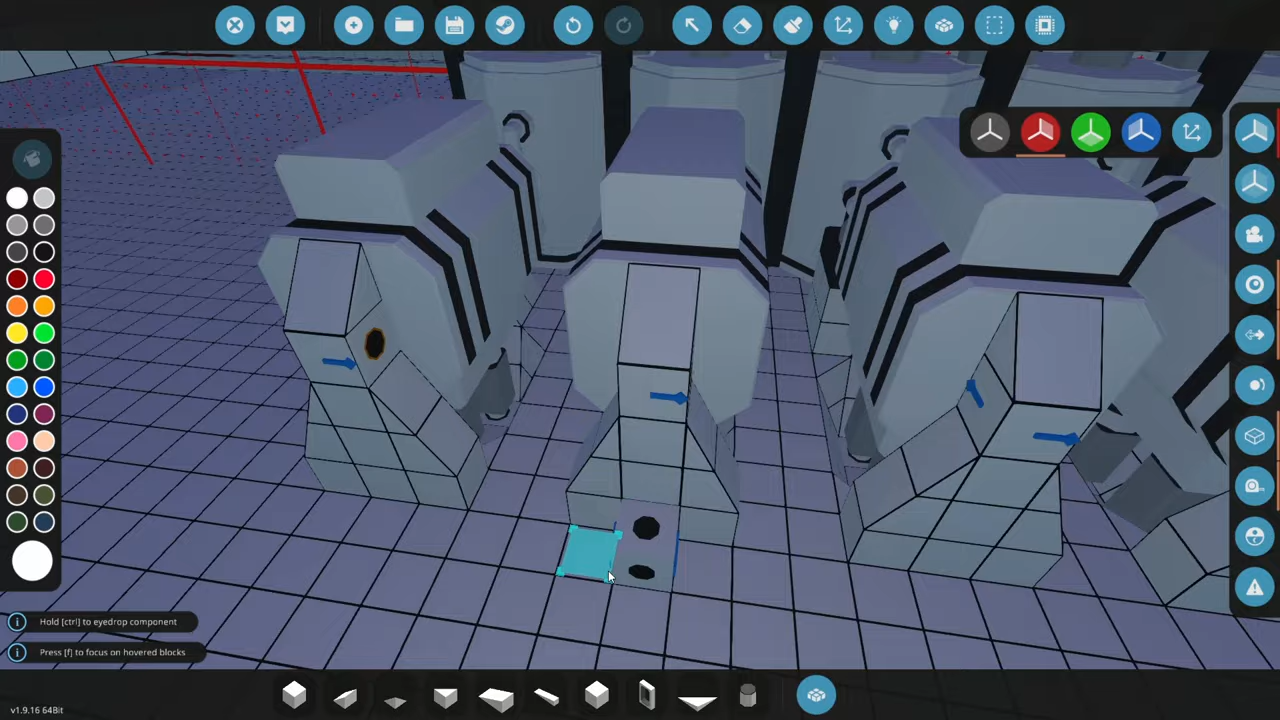 Hold [ctrl] to eyedrop component
Press [f] to focus on hovered blocks
v1.9.16 64Bit